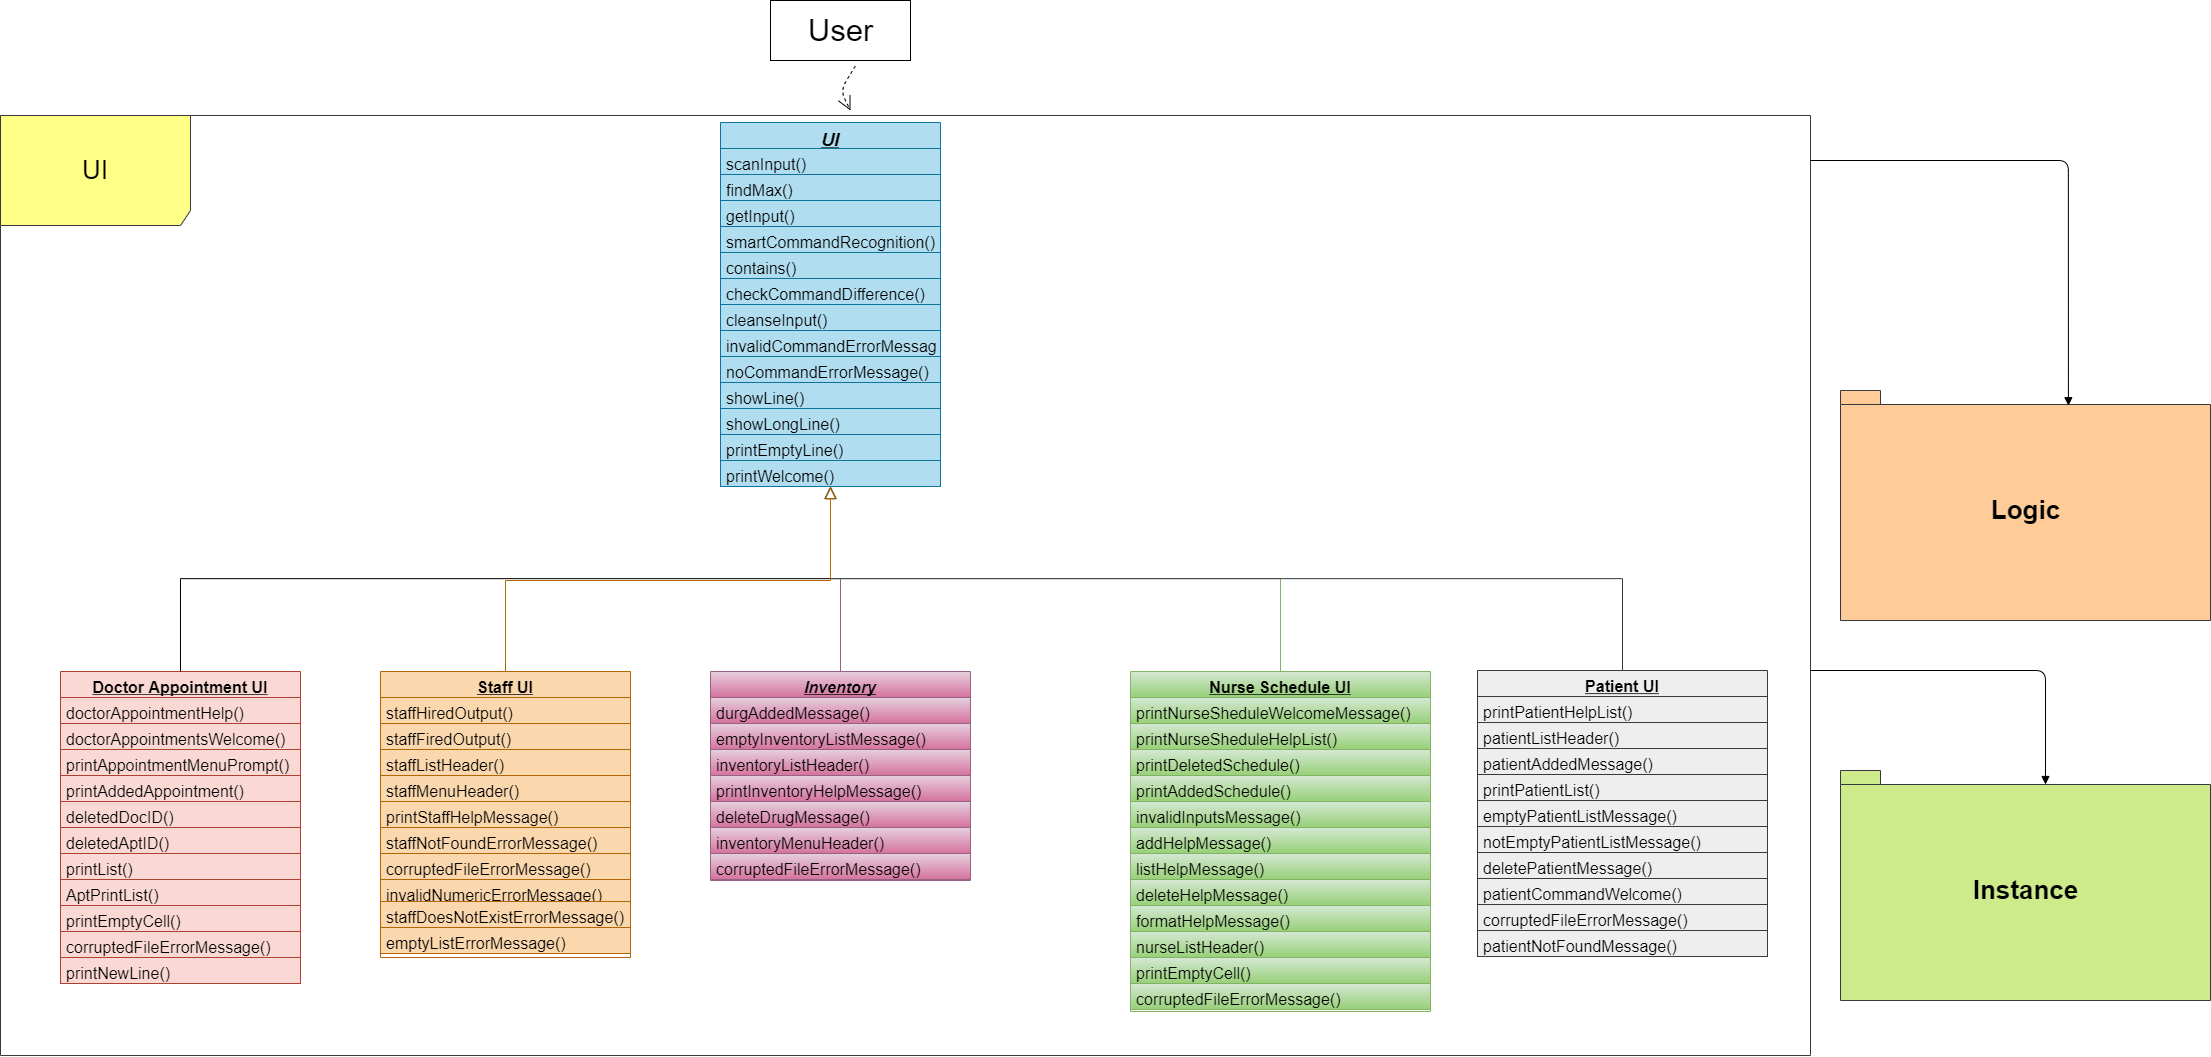 User
UI
UI
scanInput()
findMax()
getInput()
smartCommandRecognition()
contains()
checkCommandDifference()
cleanseInput()
invalidCommandErrorMessag
noCommandErrorMessage()
showLine()
showLongLine()
printEmptyLine()
printWelcome()
Logic
Instance
Doctor Appointment UI
doctorAppointmentHelp()
doctorAppointmentsWelcome()
printAppointmentMenuPrompt()
printAddedAppointment()
deletedDocID()
deletedAptID()
printList()
AptPrintList()
printEmptyCell()
corruptedFileErrorMessage()
printNewLine()
Staff UI
staffHiredOutput()
staffFiredOutput()
staffListHeader()
staffMenuHeader()
printStaffHelpMessage()
staffNotFoundErrorMessage()
corruptedFileErrorMessage()
invalidNumericErrorMessage()
staffDoesNotExistErrorMessage()
emptyListErrorMessage()
Inventory
durgAddedMessage()
emptyInventoryListMessage()
inventoryListHeader()
printInventoryHelpMessage()
deleteDrugMessage()
inventoryMenuHeader()
corruptedFileErrorMessage()
Nurse Schedule UI
printNurseSheduleWelcomeMessage()
printNurseSheduleHelpList()
printDeletedSchedule()
printAddedSchedule()
invalidInputsMessage()
addHelpMessage()
listHelpMessage()
deleteHelpMessage()
formatHelpMessage()
nurseListHeader()
printEmptyCell()
corruptedFileErrorMessage()
Patient UI
printPatientHelpList()
patientListHeader()
patientAddedMessage()
printPatientList()
emptyPatientListMessage()
notEmptyPatientListMessage()
deletePatientMessage()
patientCommandWelcome()
corruptedFileErrorMessage()
patientNotFoundMessage()